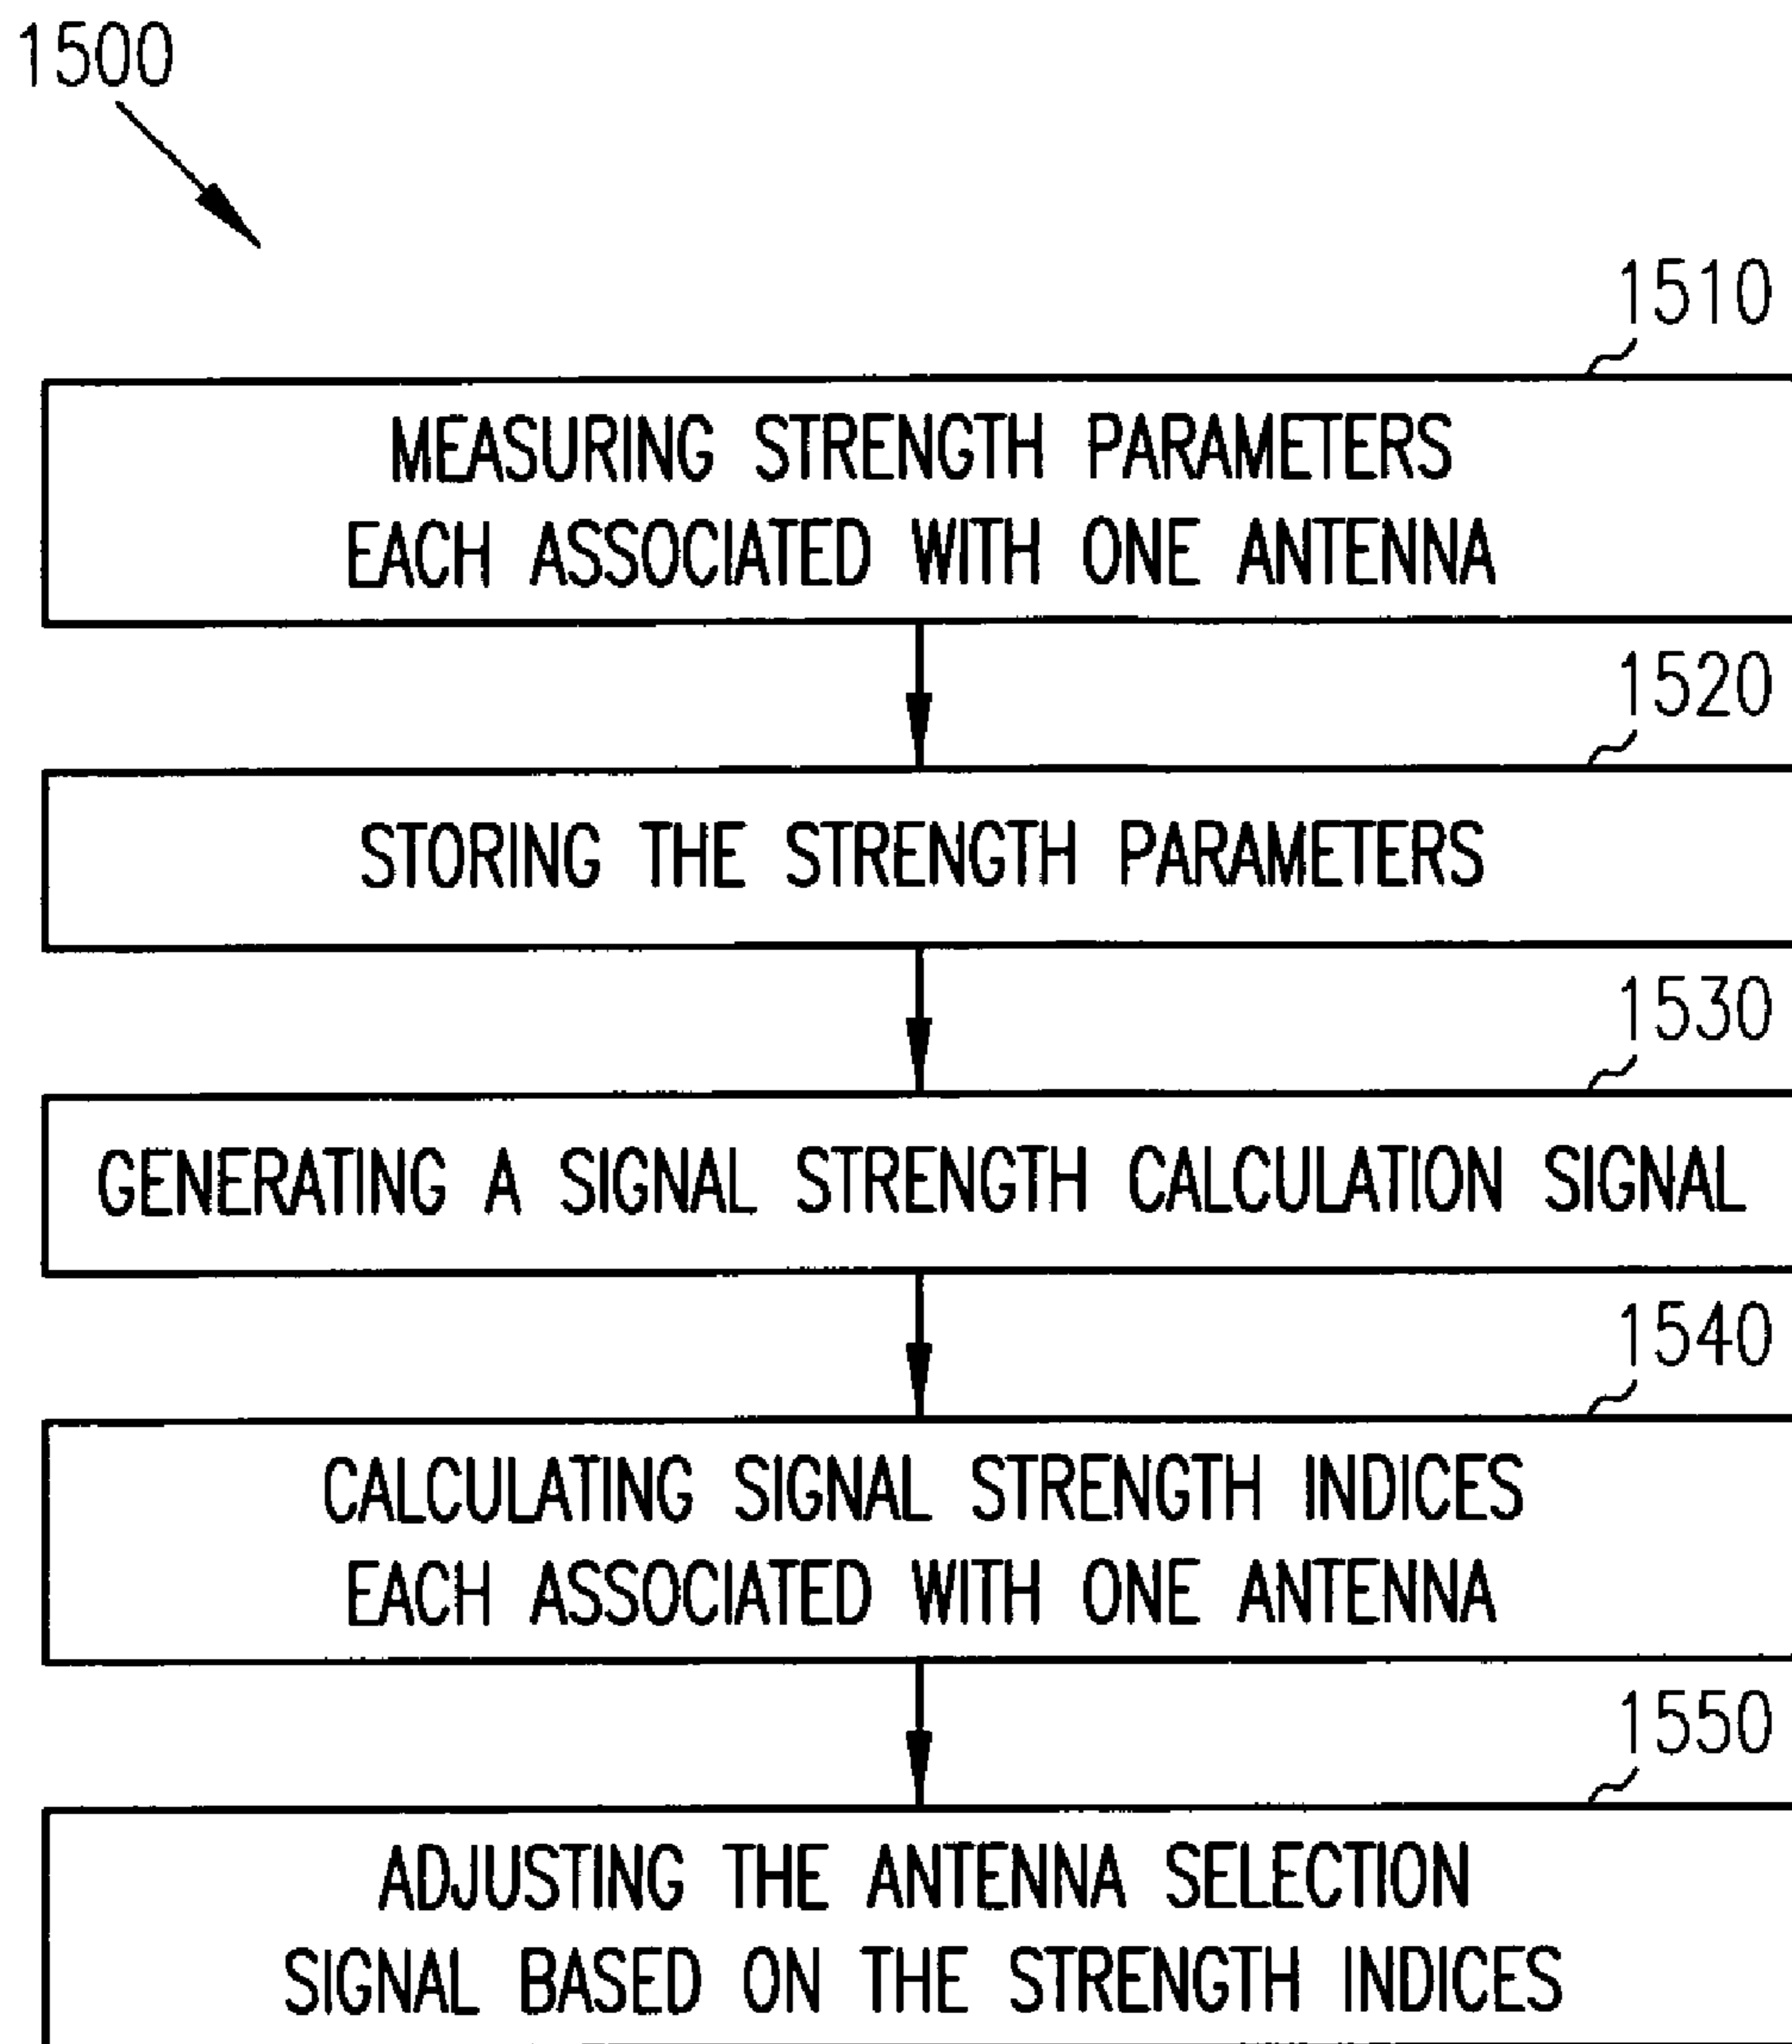 1500
1510
MEASURING STRENGTH PARAMETERS
EACH ASSOCIATED WITH ONE ANTENNA
1520
STORING THE STRENGTH PARAMETERS
1530
GENERATING A SIGNAL STRENGTH CALCULATION SIGNAL
1540
CALCULATING SIGNAL STRENGTH INDICES
EACH ASSOCIATED WITH ONE ANTENNA
1550
ADJUSTING THE ANTENNA SELECTION
SIGNAL BASED ON THE STRENGTH INDICES